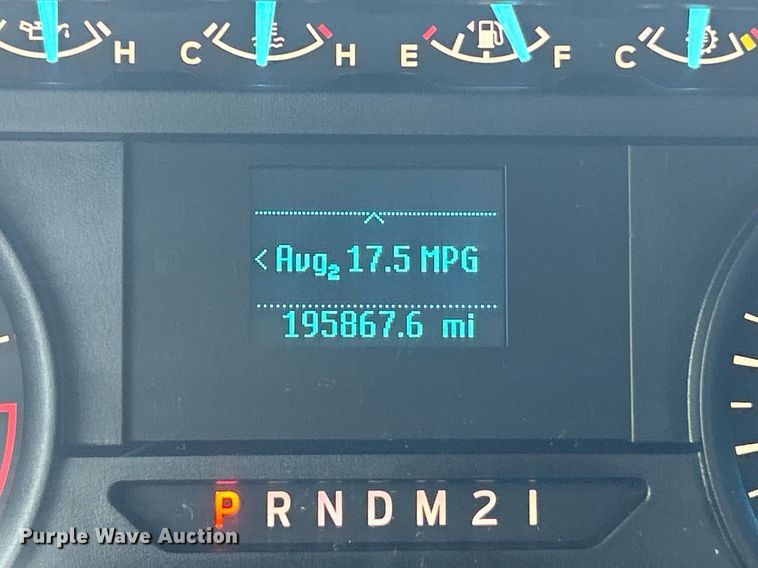 H C H E F C
< Avg2 17.5 MPG
195867.6 mi
P R N D M 2 1
Purple Wave Auction